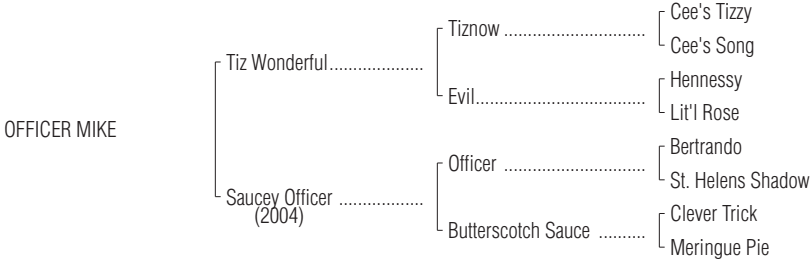 Cee's Tizzy
Tiznow ..............................
Cee's Song
Tiz Wonderful....................
Hennessy
Evil....................................
Lit'l Rose
OFFICER MIKE
Bertrando
Officer ..............................
St. Helens Shadow
Saucey Officer ..................
(2004)
Clever Trick
Butterscotch Sauce ..........
Meringue Pie